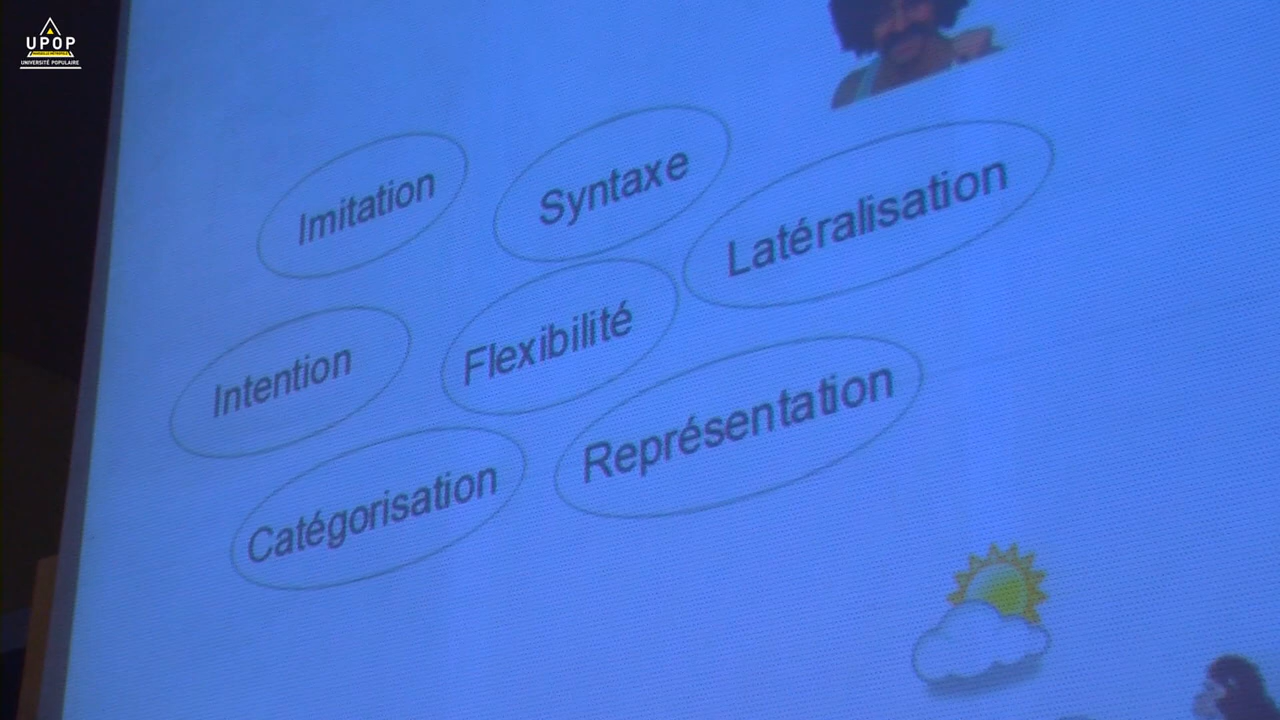 UPOP
UNIVERSITÉ POPULAIRE
Imitation
Syntaxe
Latéralisation
Intention
Flexibilité
Représentation
Catégorisation